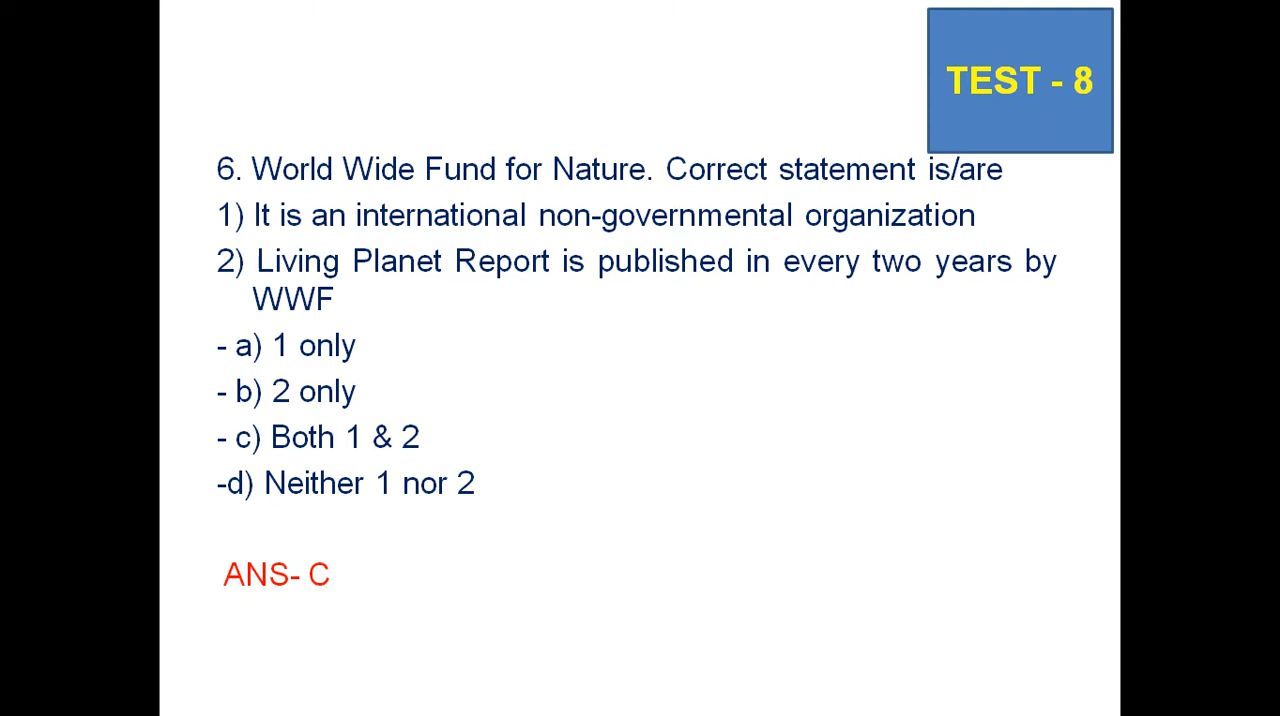 TEST - 8
6. World Wide Fund for Nature. Correct statement is/are
1) It is an international non-governmental organization
2) Living Planet Report is published in every two years by
WWF
- a) 1 only
- b) 2 only
- c) Both 1 & 2
-d) Neither 1 nor 2
ANS- C